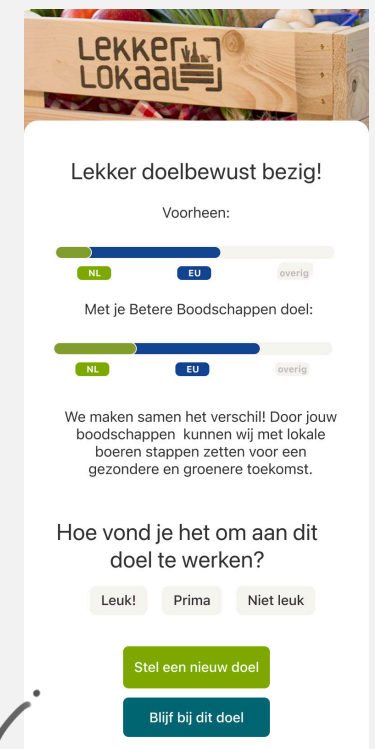 LEKKER
LOKAAL
Lekker doelbewust bezig!
Voorheen:
NL EU overig
Met je Betere Boodschappen doel:
NL EU overig
We maken samen het verschil! Door jouw
boodschappen kunnen wij met lokale
boeren stappen zetten voor een
gezondere en groenere toekomst.
Hoe vond je het om aan dit
doel te werken?
Leuk! Prima Niet leuk
Stel een nieuw doel
Blijf bij dit doel